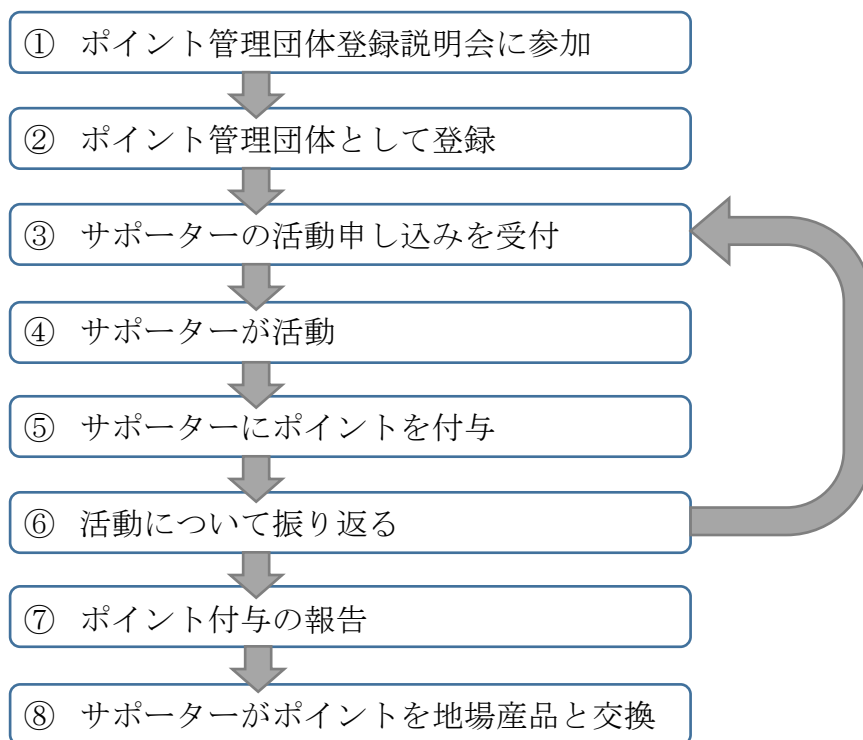 ① ポイント管理団体登録説明会に参加
② ポイント管理団体として登録
③ サポーターの活動申し込みを受付
④ サポーターが活動
⑤ サポーターにポイントを付与
⑥ 活動について振り返る
⑦ ポイント付与の報告
⑧ サポーターがポイントを地場産品と交換